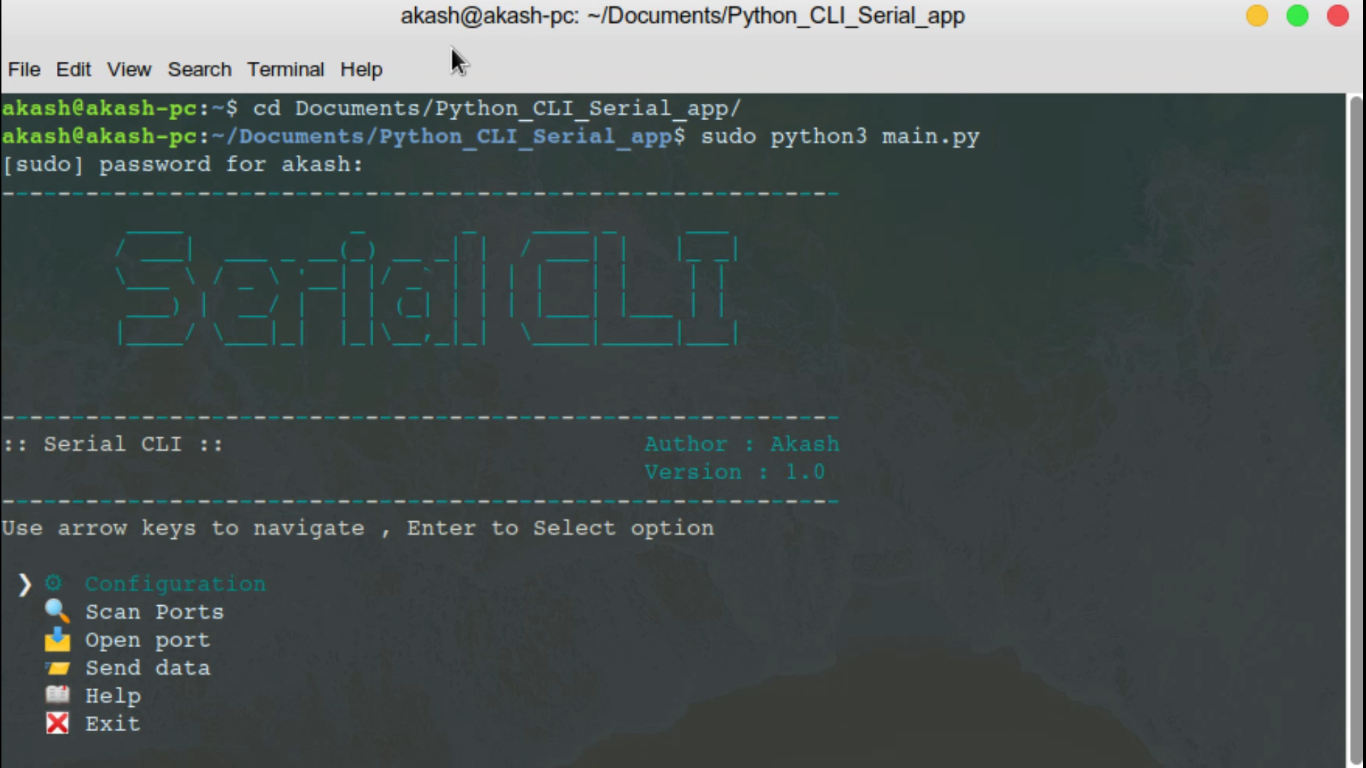 akash@akash-pc: ~/Documents/Python_CLI_Serial_app
File Edit View Search Terminal Help
akash@akash-pc:~$ cd Documents/Python_CLI_Serial_app/
akash@akash-pc:~/Documents/Python_CLI_Serial_app$ sudo python3 main.py
[sudo] password for akash:
------------------------------------------------------------
Serial CLI
------------------------------------------------------------
:: Serial CLI :: Author : Akash
Version : 1.0
------------------------------------------------------------
Use arrow keys to navigate , Enter to Select option
❯ ⚙ Configuration
🔍 Scan Ports
📥 Open port
📨 Send data
📖 Help
❌ Exit